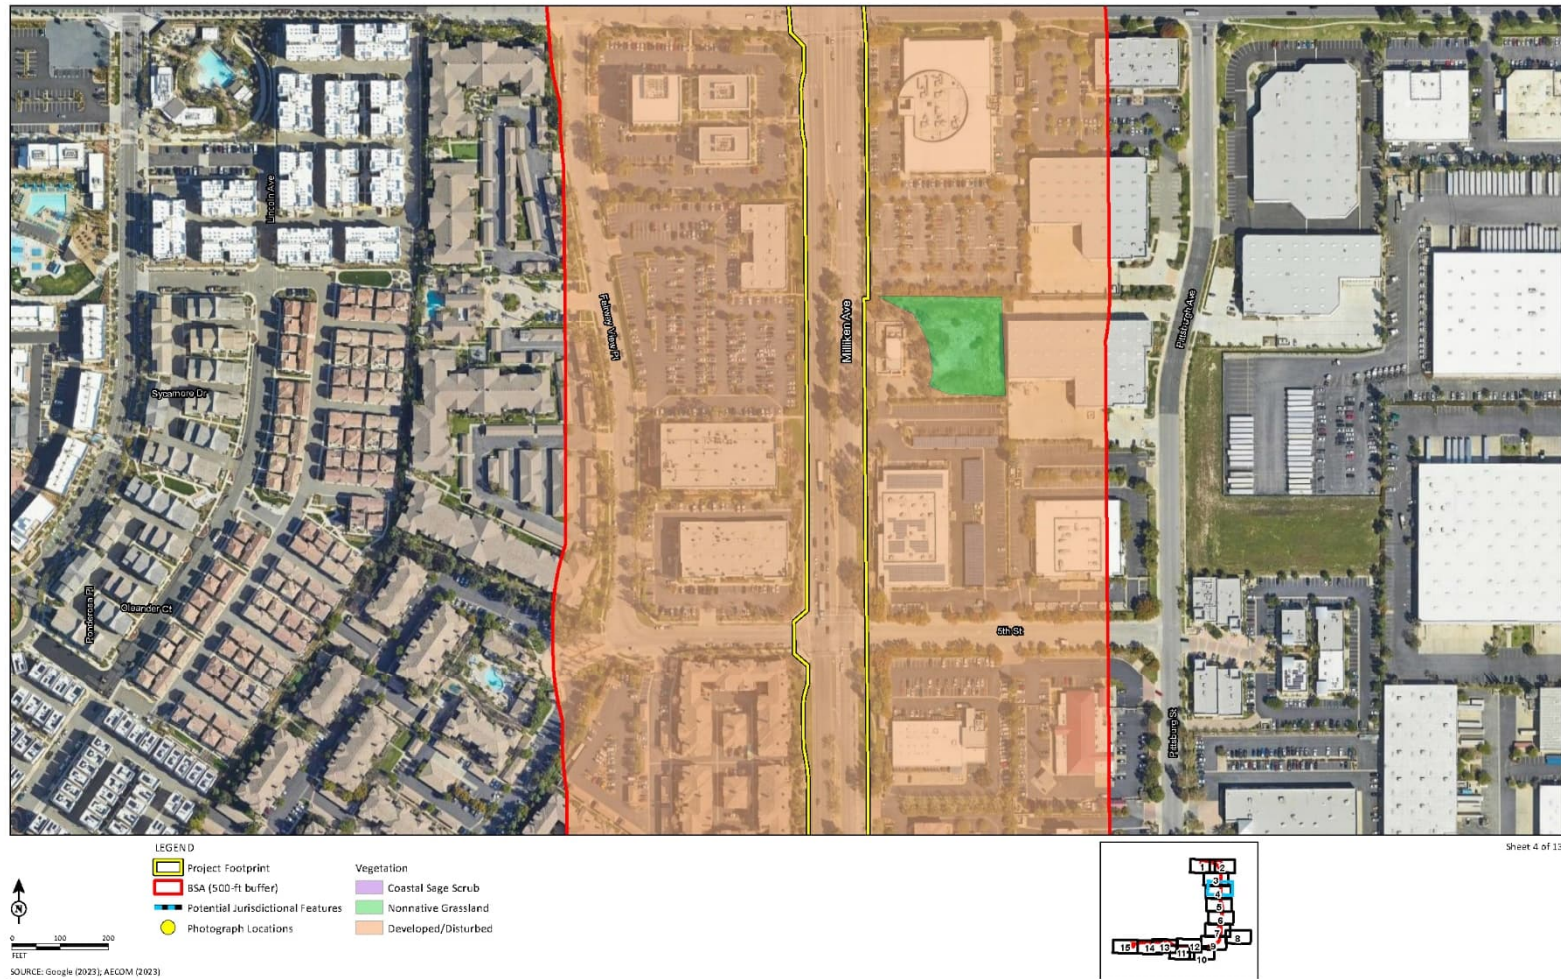 Lincoln Ave
Fairway View Pl
Milliken Ave
Pittsburgh Ave
Sycamore Dr
Ponderosa Pl
Oleander Ct
5th St
Pittsburg St
LEGEND
Project Footprint
BSA (500-ft buffer)
Potential Jurisdictional Features
Photograph Locations
Vegetation
Coastal Sage Scrub
Nonnative Grassland
Developed/Disturbed
N
0 100 200
FEET
SOURCE: Google (2023); AECOM (2023)
Sheet 4 of 13
1 2
3
4
5
6
7 8
15 14 13 12 9
11 10